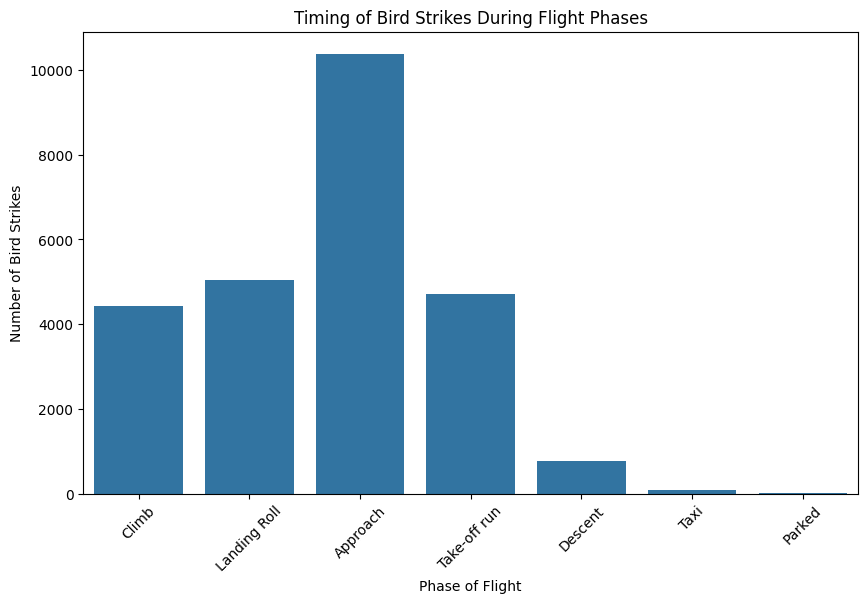 Timing of Bird Strikes During Flight Phases
Number of Bird Strikes
10000
8000
6000
4000
2000
0
Climb
Landing Roll
Approach
Take-off run
Descent
Taxi
Parked
Phase of Flight